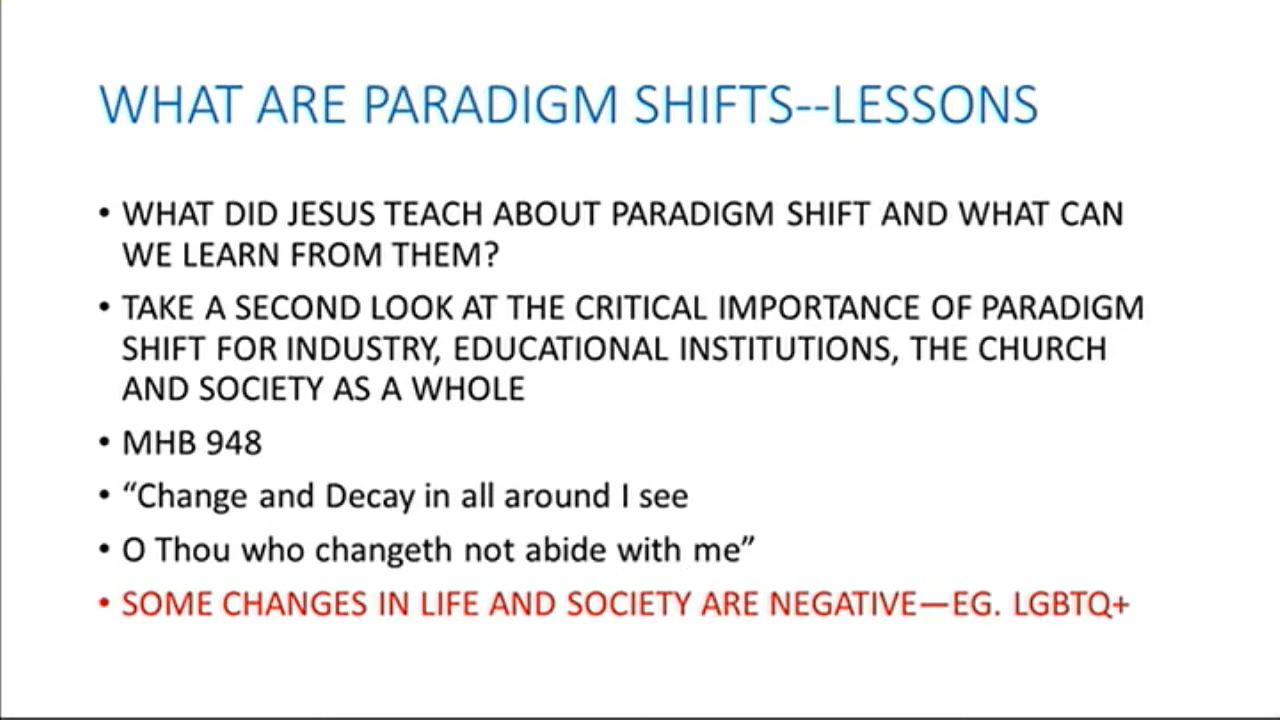 WHAT ARE PARADIGM SHIFTS--LESSONS
• WHAT DID JESUS TEACH ABOUT PARADIGM SHIFT AND WHAT CAN
WE LEARN FROM THEM?
• TAKE A SECOND LOOK AT THE CRITICAL IMPORTANCE OF PARADIGM
SHIFT FOR INDUSTRY, EDUCATIONAL INSTITUTIONS, THE CHURCH
AND SOCIETY AS A WHOLE
• MHB 948
• “Change and Decay in all around I see
• O Thou who changeth not abide with me”
• SOME CHANGES IN LIFE AND SOCIETY ARE NEGATIVE—EG. LGBTQ+